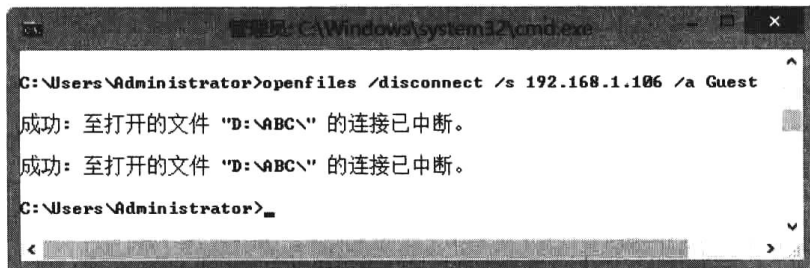 管理员: C:\Windows\system32\cmd.exe
C:\Users\Administrator>openfiles /disconnect /s 192.168.1.106 /a Guest
成功: 至打开的文件 "D:\ABC\" 的连接已中断。
成功: 至打开的文件 "D:\ABC\" 的连接已中断。
C:\Users\Administrator>